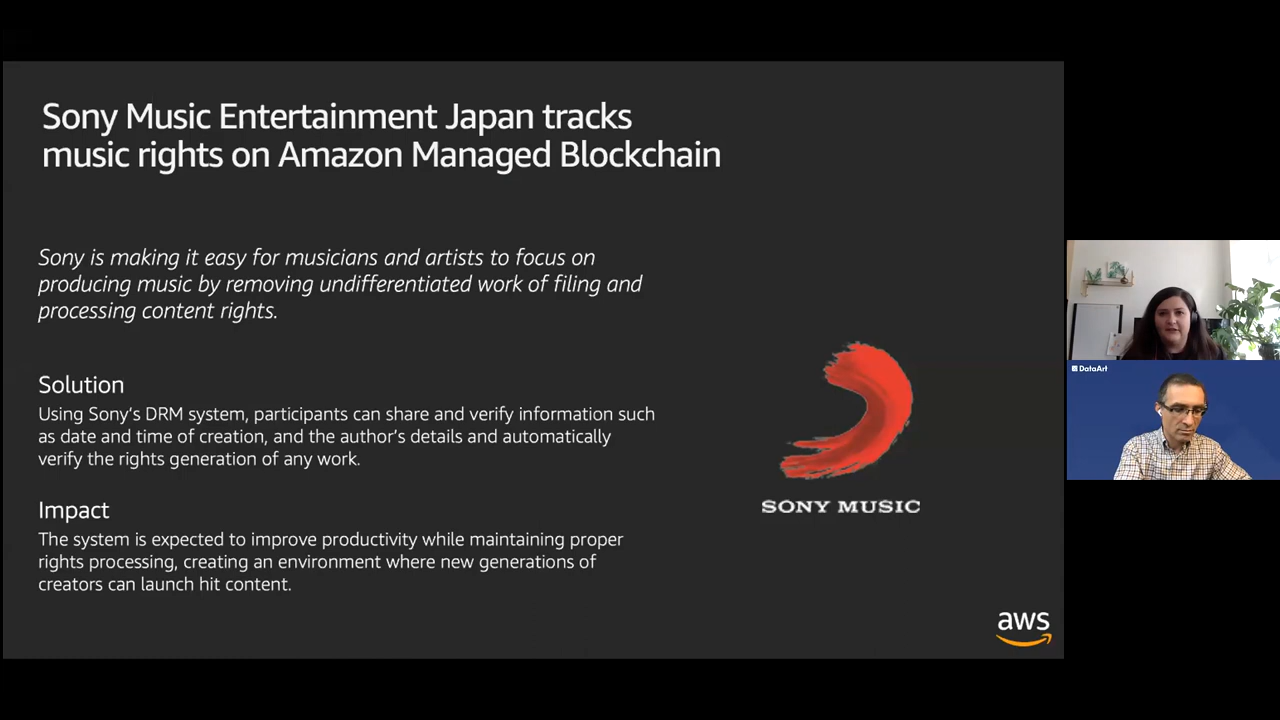 Sony Music Entertainment Japan tracks
music rights on Amazon Managed Blockchain
Sony is making it easy for musicians and artists to focus on
producing music by removing undifferentiated work of filing and
processing content rights.
Solution
Using Sony's DRM system, participants can share and verify information such
as date and time of creation, and the author's details and automatically
verify the rights generation of any work.
Impact
The system is expected to improve productivity while maintaining proper
rights processing, creating an environment where new generations of
creators can launch hit content.
SONY MUSIC
aws
DataArt